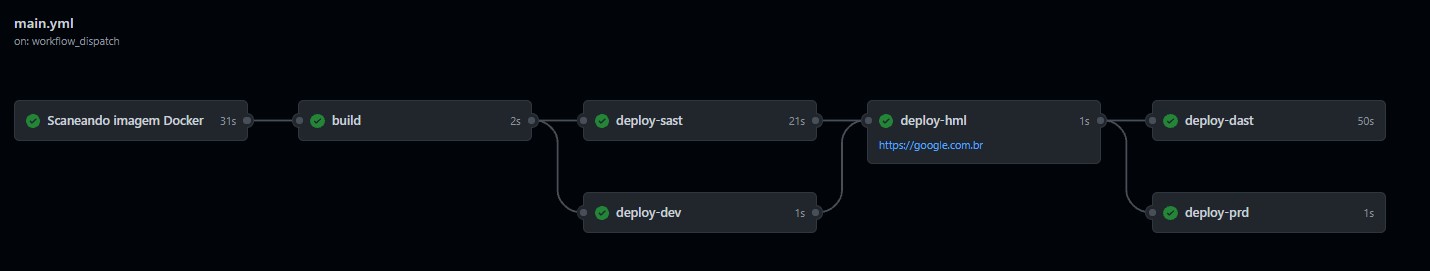 main.yml
on: workflow_dispatch
Scaneando imagem Docker 31s
build 2s
deploy-sast 21s
deploy-hml 1s
https://google.com.br
deploy-dast 50s
deploy-dev 1s
deploy-prd 1s